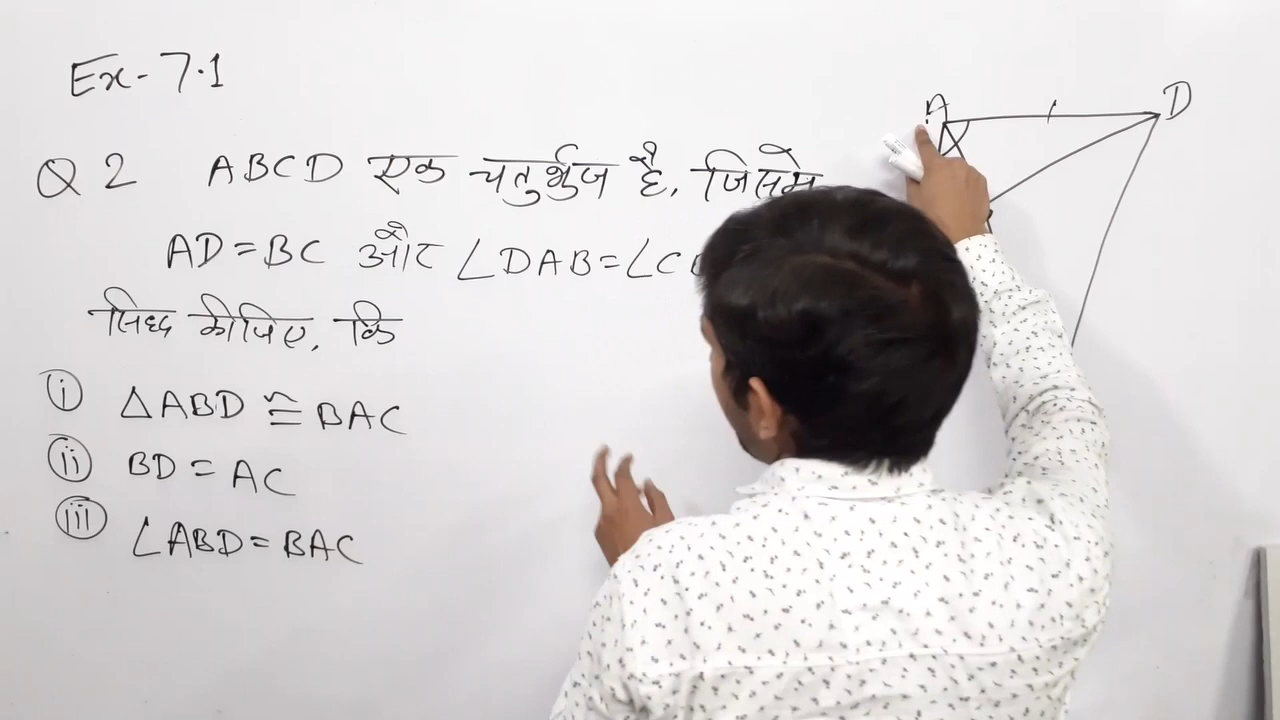 Ex- 7.1
Q 2 ABCD एक चतुर्भुज है, जिसमे
AD = BC और ∠DAB = ∠C
सिध्द कीजिए, कि
(i) △ABD ≅ BAC
(ii) BD = AC
(iii) ∠ABD = BAC
A
D